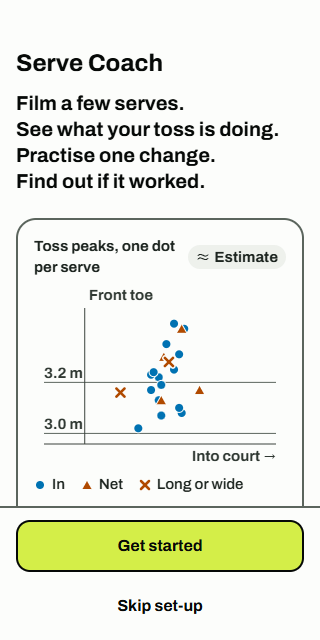 Serve Coach
Film a few serves.
See what your toss is doing.
Practise one change.
Find out if it worked.
Toss peaks, one dot
per serve
≈ Estimate
Front toe
3.2 m
3.0 m
Into court →
In
Net
Long or wide
Get started
Skip set-up